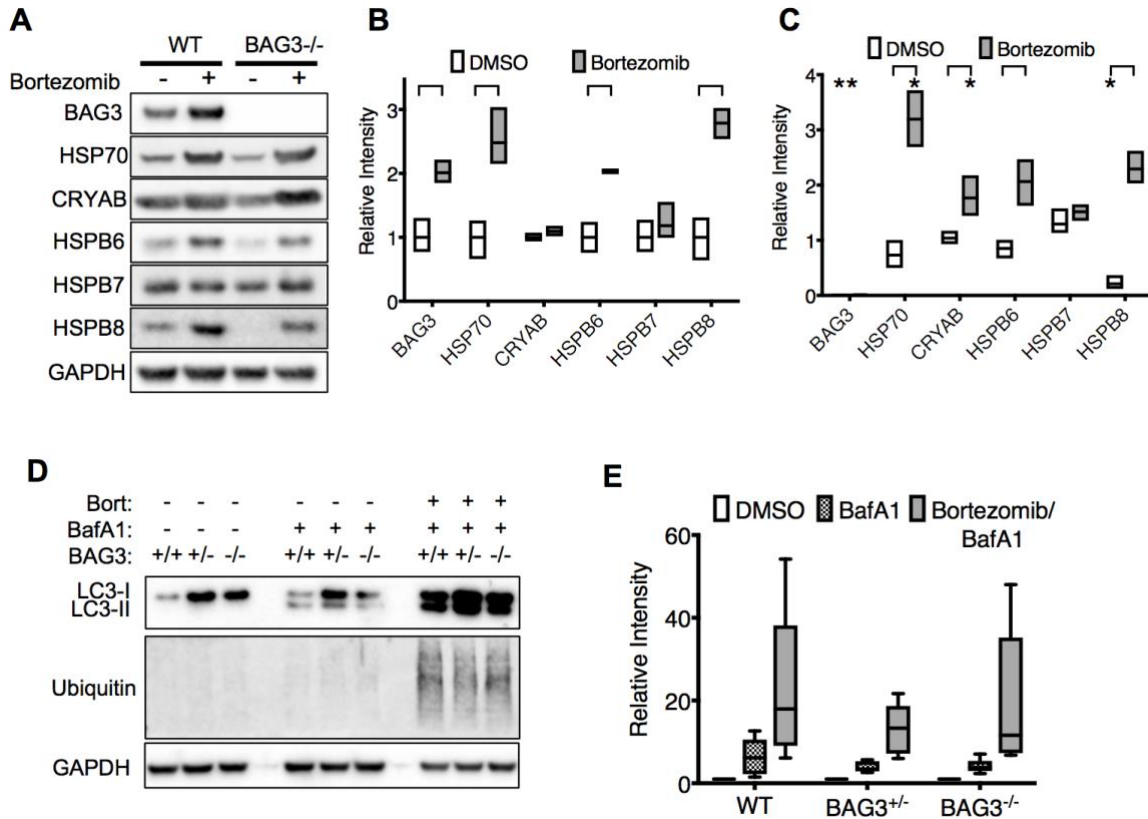 A
WT BAG3-/-
Bortezomib - + - +
BAG3
HSP70
CRYAB
HSPB6
HSPB7
HSPB8
GAPDH
B
DMSO Bortezomib
Relative Intensity
3
2
1
0
BAG3 HSP70 CRYAB HSPB6 HSPB7 HSPB8
C
DMSO Bortezomib
Relative Intensity
4
3
2
1
0
** * * *
BAG3 HSP70 CRYAB HSPB6 HSPB7 HSPB8
D
Bort: - - - - - - + + +
BafA1: - - - + + + + + +
BAG3: +/+ +/- -/- +/+ +/- -/- +/+ +/- -/-
LC3-I
LC3-II
Ubiquitin
GAPDH
E
DMSO BafA1 Bortezomib/
BafA1
Relative Intensity
60
40
20
0
WT BAG3+/- BAG3-/-